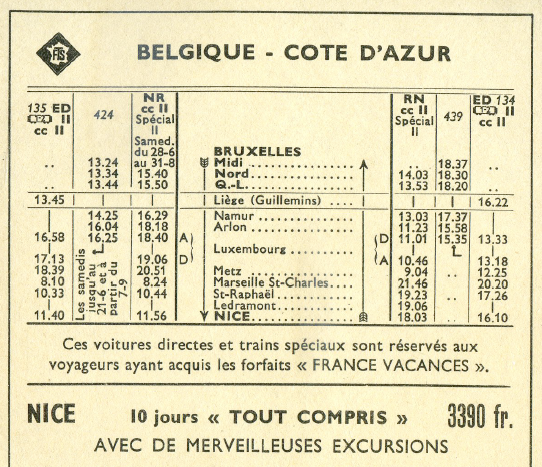 FTS
BELGIQUE - COTE D'AZUR
135 ED II cc II | 424 | NR cc II Spécial II Samed. du 28-6 au 31-8 | | RN cc II Spécial II | 439 | ED 134 II cc II
BRUXELLES
.. | 13.24 | | Midi | .. | 18.37 | ..
.. | 13.34 | 15.40 | Nord | 14.03 | 18.30 | ..
.. | 13.44 | 15.50 | Q.-L. | 13.53 | 18.20 | ..
13.45 | | | | | Liège (Guillemins) .... | | | | | 16.22
| | 14.25 | 16.29 | Namur | 13.03 | 17.37 | |
| | 16.04 | 18.18 | Arlon | 11.23 | 15.58 | |
16.58 | 16.25 | 18.40 | A Luxembourg D | 11.01 | 15.35 | 13.33
17.13 | | 19.06 | D A | 10.46 | | 13.18
18.39 | | 20.51 | Metz | 9.04 | .. | 12.25
8.10 | | 8.24 | Marseille St-Charles.... | 21.46 | .. | 20.20
10.33 | | 10.44 | St-Raphaël | 19.23 | .. | 17.26
| | | | | Ledramont | 19.06 | | |
11.40 | | 11.56 | NICE | 18.03 | .. | 16.10
Les samedis
jusqu'au
21-6 et à
partir du
-9
Ces voitures directes et trains spéciaux sont réservés aux
voyageurs ayant acquis les forfaits « FRANCE VACANCES ».
NICE 10 jours « TOUT COMPRIS » 3390 fr.
AVEC DE MERVEILLEUSES EXCURSIONS